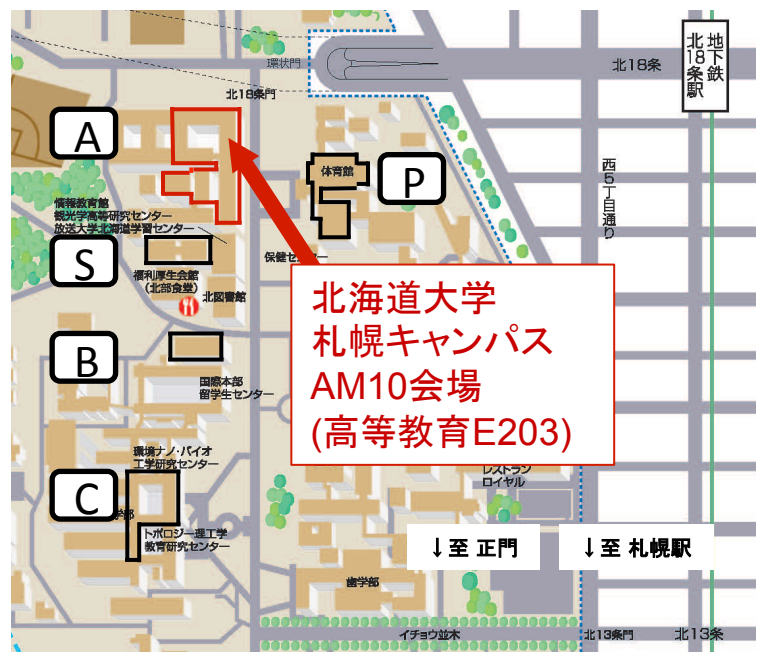 環状門
北18条
地下鉄
北18条駅
北18条門
A
体育館
P
西5丁目通り
情報教育館
観光学高等研究センター
放送大学北海道学習センター
S
保健センター
福利厚生会館
(北部食堂)
北図書館
北海道大学
札幌キャンパス
AM10会場
(高等教育E203)
B
国際本部
留学生センター
環境ナノ・バイオ
工学研究センター
レストラン
ロイヤル
C
学部
トポロジー理工学
教育研究センター
↓至 正門
↓至 札幌駅
歯学部
イチョウ並木
北13条門
北13条